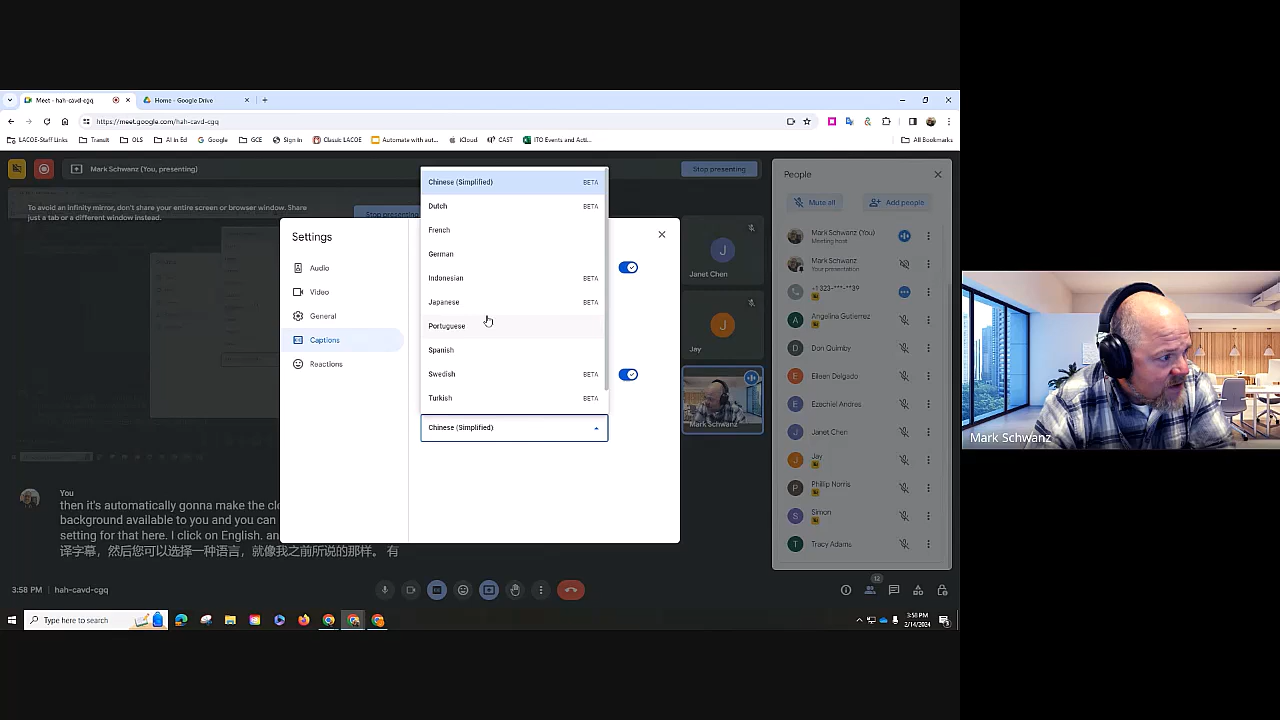 Meet - hah-cavd-cgq
Home - Google Drive
https://meet.google.com/hah-cavd-cgq
LACOE-Staff Links
Transit
OLS
AI in Ed
Google
GCE
Sign in
Classic LACOE
Automate with aut...
iCloud
CAST
ITO Events and Acti...
All Bookmarks
Mark Schwanz (You, presenting)
Stop presenting
To avoid an infinity mirror, don't share your entire screen or browser window. Share
just a tab or a different window instead.
Stop presenting
Settings
Audio
Video
General
Captions
Reactions
Chinese (Simplified) BETA
Dutch BETA
French
German
Indonesian BETA
Japanese BETA
Portuguese
Spanish
Swedish BETA
Turkish BETA
Chinese (Simplified)
J
Janet Chen
J
Jay
Mark Schwanz
People
Mute all
Add people
Mark Schwanz (You)
Meeting host
Mark Schwanz
Your presentation
+1 323-***-**89
A Angelina Gutierrez
D Don Quimby
E Eileen Delgado
E Ezechiel Andres
J Janet Chen
J Jay
P Phillip Norris
S Simon
T Tracy Adams
You
then it's automatically gonna make the clo
background available to you and you can
setting for that here. I click on English. an
译字幕，然后您可以选择一种语言，就像我之前所说的那样。 有
3:58 PM | hah-cavd-cgq
12
Type here to search
3:58 PM
2/14/2024
Mark Schwanz